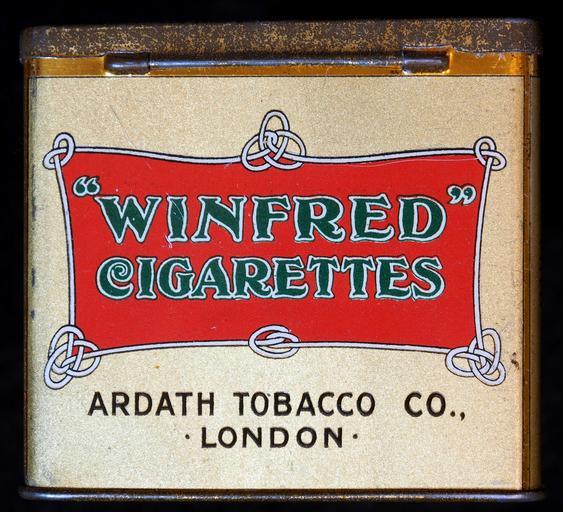 “WINFRED”
CIGARETTES
ARDATH TOBACCO CO.,
·LONDON·